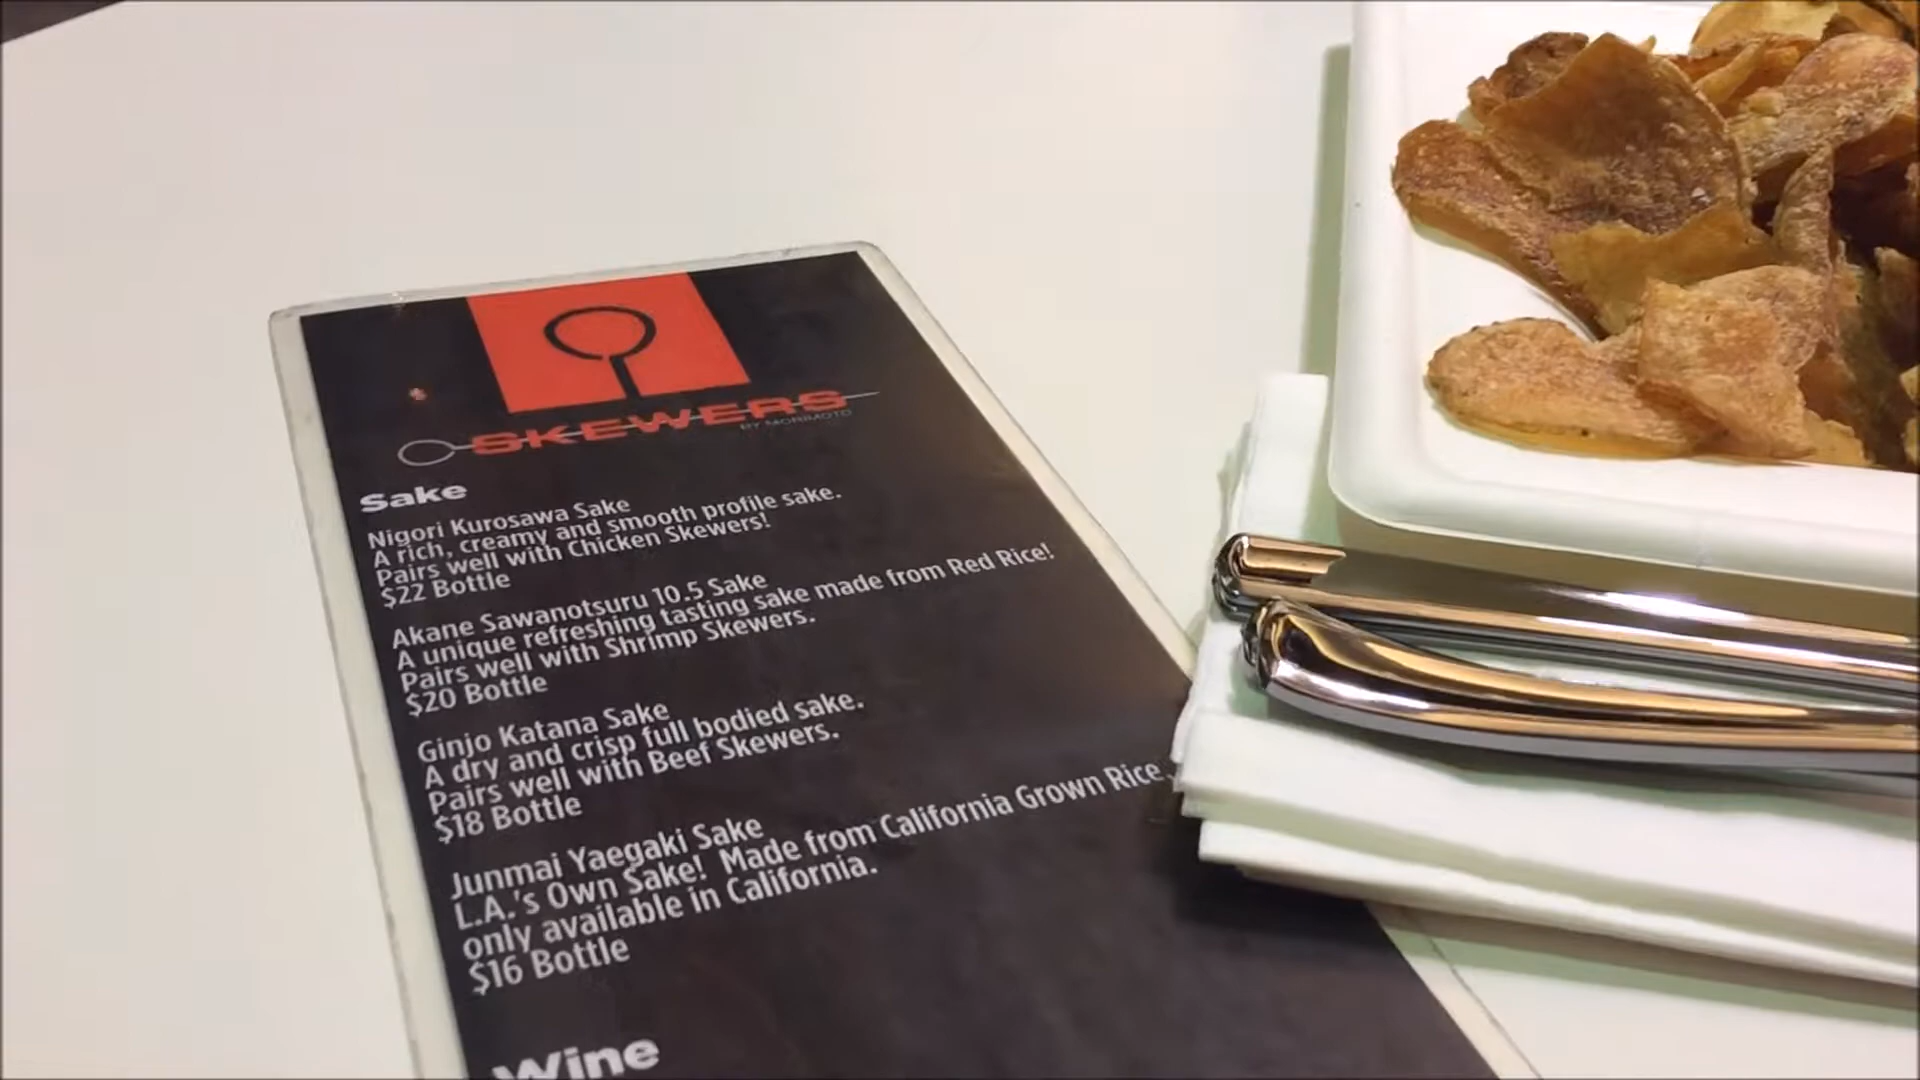 SKEWERS
BY MORIMOTO
Sake
Nigori Kurosawa Sake
A rich, creamy and smooth profile sake.
Pairs well with Chicken Skewers!
$22 Bottle
Akane Sawanotsuru 10.5 Sake
A unique refreshing tasting sake made from Red Rice!
Pairs well with Shrimp Skewers.
$20 Bottle
Ginjo Katana Sake
A dry and crisp full bodied sake.
Pairs well with Beef Skewers.
$18 Bottle
Junmai Yaegaki Sake
L.A.'s Own Sake! Made from California Grown Rice,
only available in California.
$16 Bottle
Wine